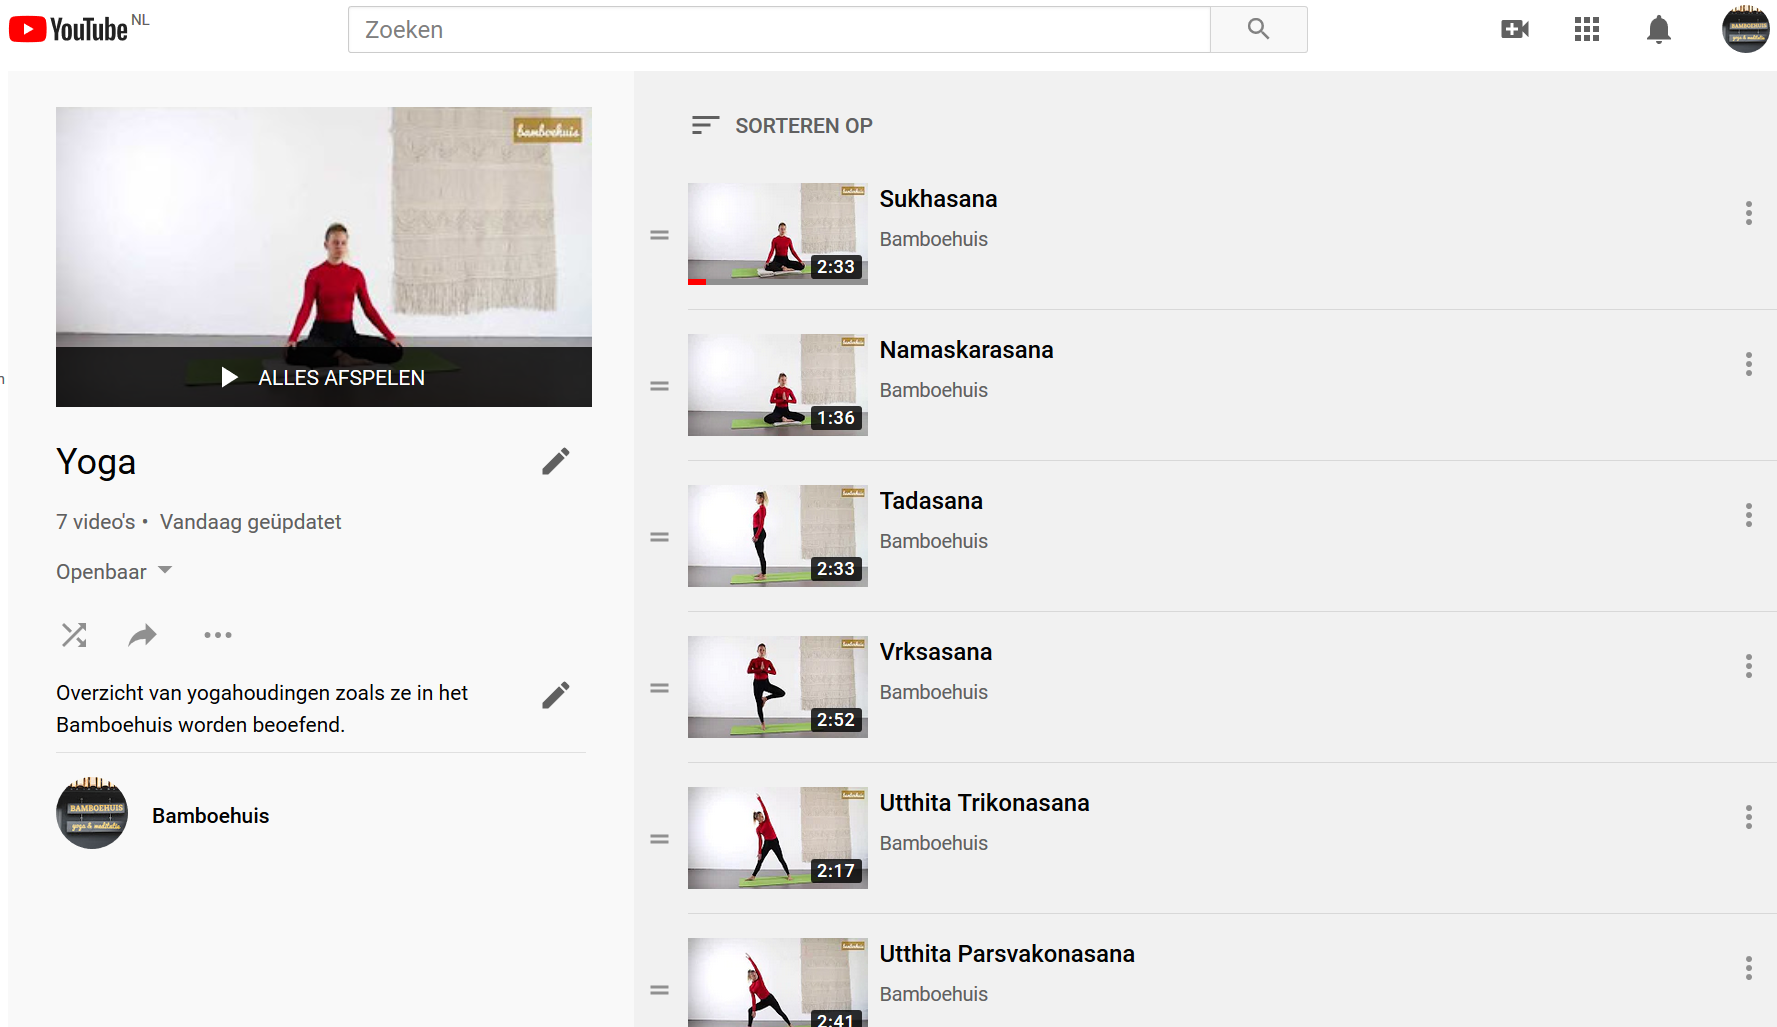 YouTube NL
Zoeken
bamboehuis
ALLES AFSPELEN
Yoga
7 video's • Vandaag geüpdatet
Openbaar
Overzicht van yogahoudingen zoals ze in het
Bamboehuis worden beoefend.
BAMBOEHUIS
yoga & meditatie
Bamboehuis
SORTEREN OP
2:33
Sukhasana
Bamboehuis
1:36
Namaskarasana
Bamboehuis
2:33
Tadasana
Bamboehuis
2:52
Vrksasana
Bamboehuis
2:17
Utthita Trikonasana
Bamboehuis
2:41
Utthita Parsvakonasana
Bamboehuis